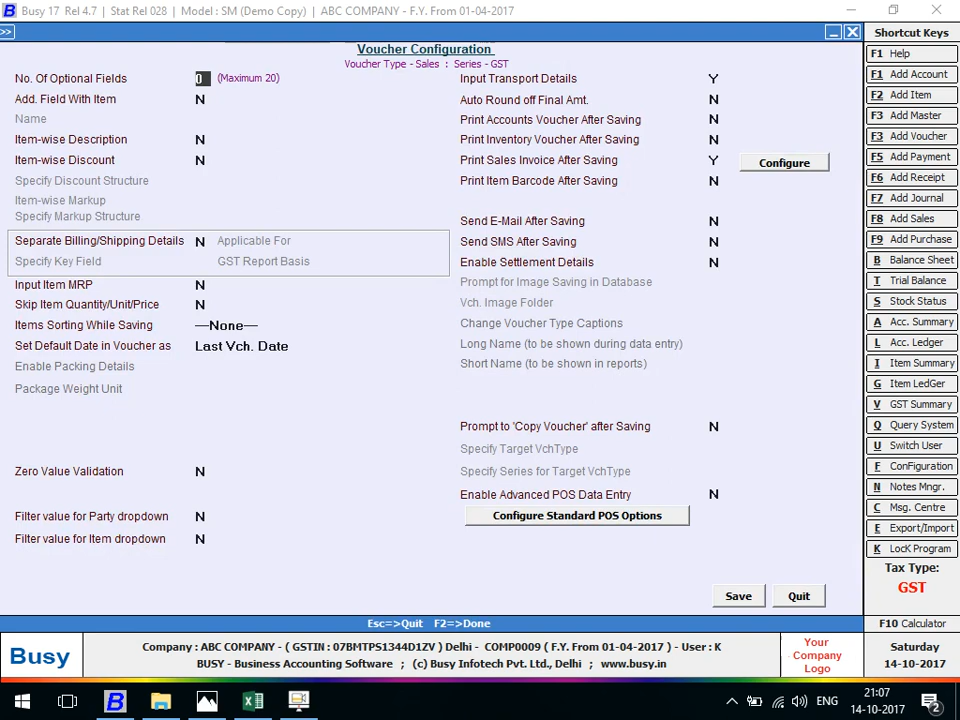 Busy 17 Rel 4.7 | Stat Rel 028 | Model : SM (Demo Copy) | ABC COMPANY - F.Y. From 01-04-2017
>>
Voucher Configuration
Voucher Type - Sales : Series - GST
No. Of Optional Fields 0 (Maximum 20)
Add. Field With Item N
Name
Item-wise Description N
Item-wise Discount N
Specify Discount Structure
Item-wise Markup
Specify Markup Structure
Separate Billing/Shipping Details N Applicable For
Specify Key Field GST Report Basis
Input Item MRP N
Skip Item Quantity/Unit/Price N
Items Sorting While Saving —None—
Set Default Date in Voucher as Last Vch. Date
Enable Packing Details
Package Weight Unit
Zero Value Validation N
Filter value for Party dropdown N
Filter value for Item dropdown N
Input Transport Details Y
Auto Round off Final Amt. N
Print Accounts Voucher After Saving N
Print Inventory Voucher After Saving N
Print Sales Invoice After Saving Y Configure
Print Item Barcode After Saving N
Send E-Mail After Saving N
Send SMS After Saving N
Enable Settlement Details N
Prompt for Image Saving in Database
Vch. Image Folder
Change Voucher Type Captions
Long Name (to be shown during data entry)
Short Name (to be shown in reports)
Prompt to 'Copy Voucher' after Saving N
Specify Target VchType
Specify Series for Target VchType
Enable Advanced POS Data Entry N
Configure Standard POS Options
Save Quit
Esc=>Quit F2=>Done
Shortcut Keys
F1 Help
F1 Add Account
F2 Add Item
F3 Add Master
F3 Add Voucher
F5 Add Payment
F6 Add Receipt
F7 Add Journal
F8 Add Sales
F9 Add Purchase
B Balance Sheet
T Trial Balance
S Stock Status
A Acc. Summary
L Acc. Ledger
I Item Summary
G Item LedGer
V GST Summary
Q Query System
U Switch User
F ConFiguration
N Notes Mngr.
C Msg. Centre
E Export/Import
K LocK Program
Tax Type:
GST
F10 Calculator
Busy
Company : ABC COMPANY - ( GSTIN : 07BMTPS1344D1ZV ) Delhi - COMP0009 ( F.Y. From 01-04-2017 ) - User : K
BUSY - Business Accounting Software ; (c) Busy Infotech Pvt. Ltd., Delhi ; www.busy.in
Your
Company
Logo
Saturday
14-10-2017
B
ENG
21:07
14-10-2017
2